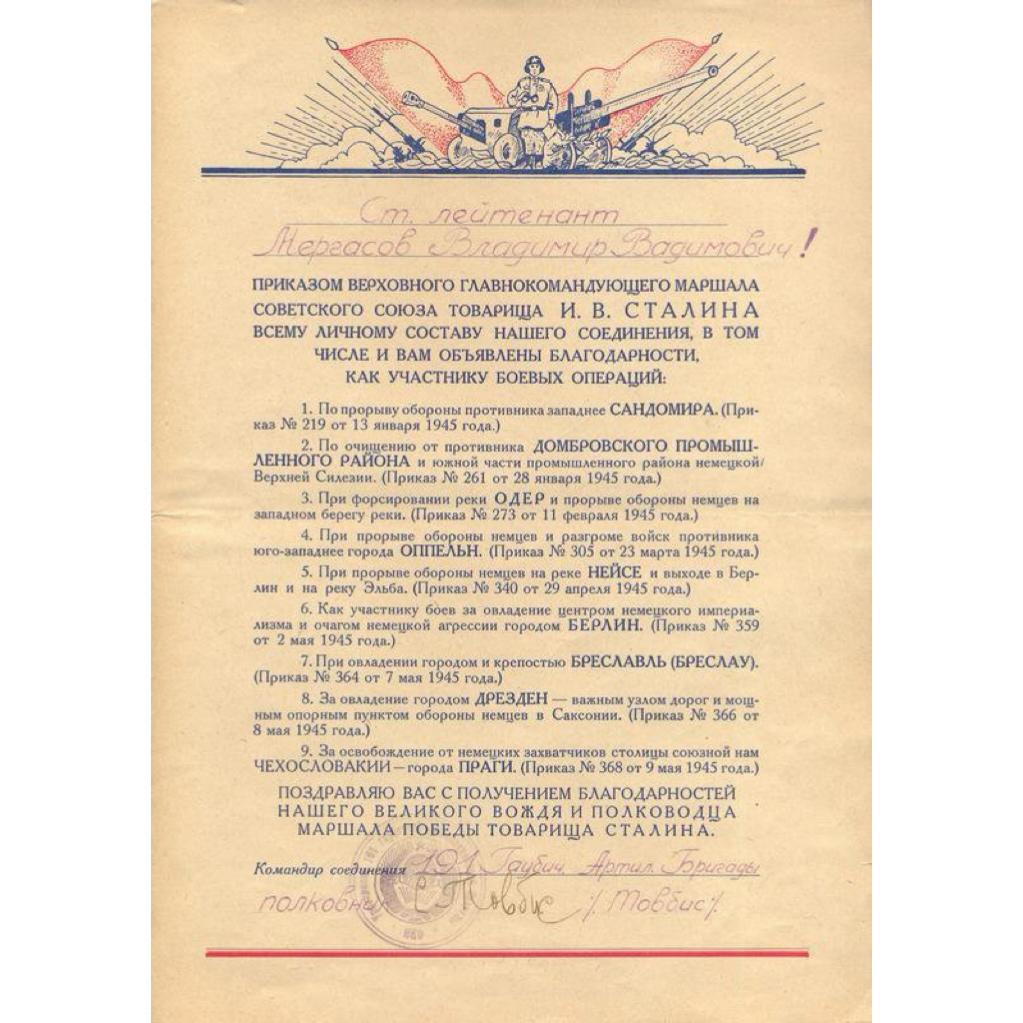 Ст. лейтенант
Мергасов Владимир Вадимович!
ПРИКАЗОМ ВЕРХОВНОГО ГЛАВНОКОМАНДУЮЩЕГО МАРШАЛА
СОВЕТСКОГО СОЮЗА ТОВАРИЩА И. В. СТАЛИНА
ВСЕМУ ЛИЧНОМУ СОСТАВУ НАШЕГО СОЕДИНЕНИЯ, В ТОМ
ЧИСЛЕ И ВАМ ОБЪЯВЛЕНЫ БЛАГОДАРНОСТИ,
КАК УЧАСТНИКУ БОЕВЫХ ОПЕРАЦИЙ:
1. По прорыву обороны противника западнее САНДОМИРА. (При-
каз № 219 от 13 января 1945 год.)
2. По очищению от противника ДОМБРОВСКОГО ПРОМЫШ-
ЛЕННОГО РАЙОНА и южной части промышленного района немецкой
Верхней Силезии. (Приказ № 261 от 28 января 1945 года.)
3. При форсировании реки ОДЕР и прорыве обороны немцев на
западном берегу реки. (Приказ № 273 от 11 февраля 1945 года.)
4. При прорыве обороны немцев и разгроме войск противника
юго-западнее города ОППЕЛЬН. (Приказ № 305 от 23 марта 1945 года.)
5. При прорыве обороны немцев на реке НЕЙСЕ и выходе в Бер-
лин и на реку Эльба. (Приказ № 340 от 29 апреля 1945 года.)
6. Как участнику боев за овладение центром немецкого империа-
лизма и очагом немецкой агрессии городом БЕРЛИН. (Приказ № 359
от 2 мая 1945 года.)
7. При овладении городом и крепостью БРЕСЛАВЛЬ (БРЕСЛАУ).
(Приказ № 364 от 7 мая 1945 года.)
8. За овладение городом ДРЕЗДЕН — важным узлом дорог и мощ-
ным опорным пунктом обороны немцев в Саксонии. (Приказ № 366 от
8 мая 1945 года.)
9. За освобождение от немецких захватчиков столицы союзной нам
ЧЕХОСЛОВАКИИ — города ПРАГИ. (Приказ № 368 от 9 мая 1945 года.)
ПОЗДРАВЛЯЮ ВАС С ПОЛУЧЕНИЕМ БЛАГОДАРНОСТЕЙ
НАШЕГО ВЕЛИКОГО ВОЖДЯ И ПОЛКОВОДЦА
МАРШАЛА ПОБЕДЫ ТОВАРИЩА СТАЛИНА.
Командир соединения 191 Гаубич. Артил. Бригады
полковник СТовбис /Товбис/.